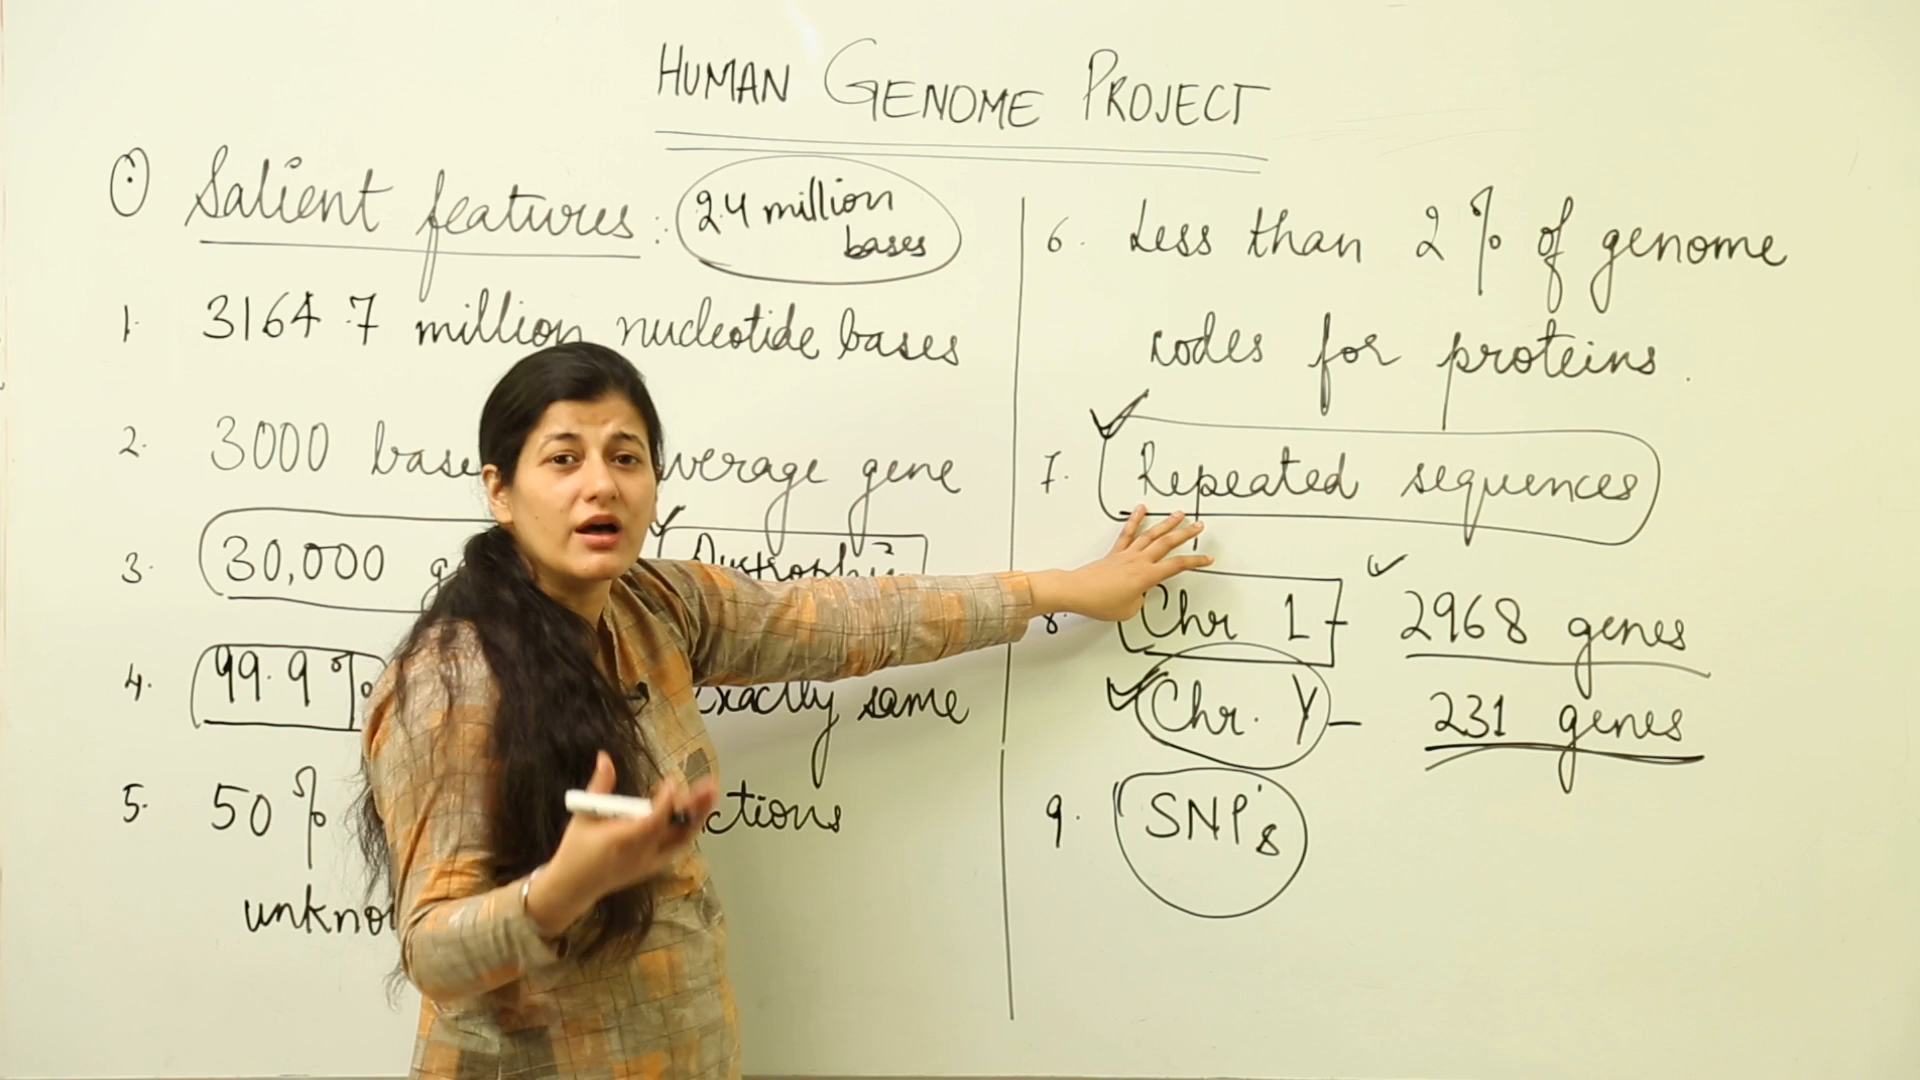 HUMAN GENOME PROJECT
Salient features :
2.4 million
bases
1. 3164.7 million nucleotide bases
2. 3000 base verage gene
3. 30,000 g
Dystrophin
4. 99.9% exactly same
5. 50% ctions
unkno
6. Less than 2% of genome
codes for proteins.
7. Repeated sequences
8. Chr 1 - 2968 genes
Chr. Y - 231 genes
9. SNP's